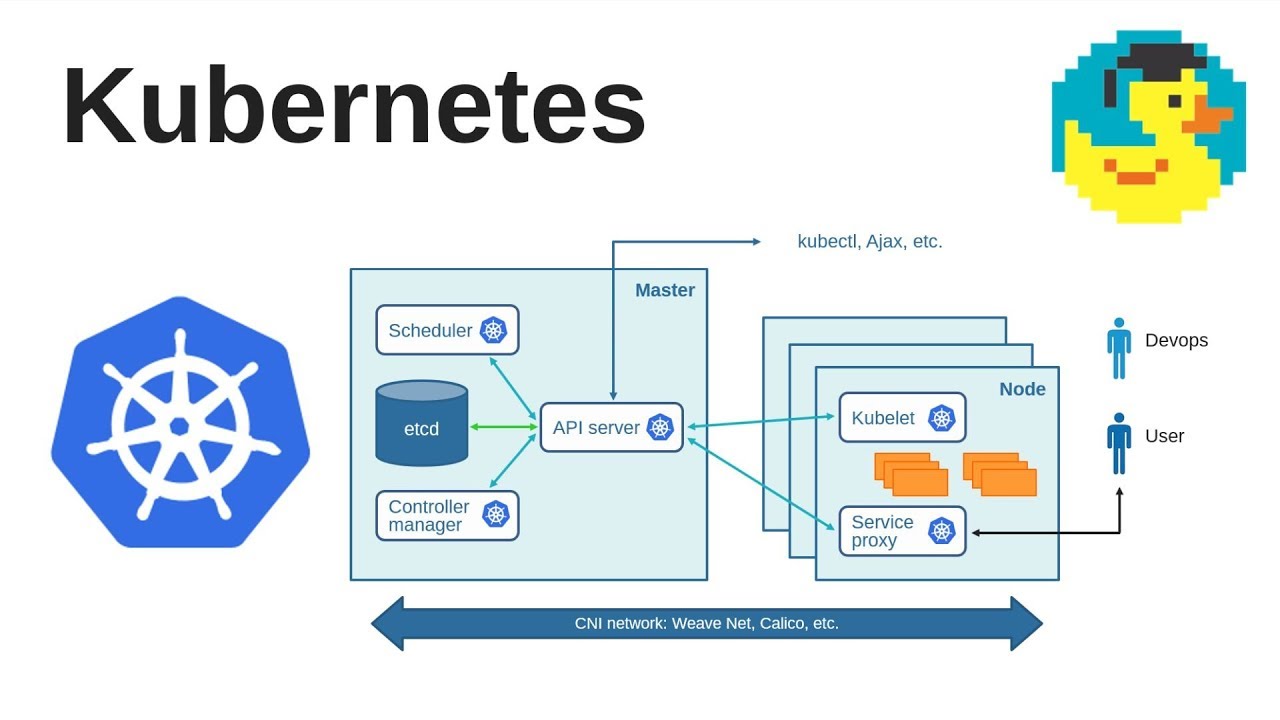 Kubernetes
kubectl, Ajax, etc.
Master
Scheduler
etcd
API server
Controller
manager
Node
Kubelet
Service
proxy
Devops
User
CNI network: Weave Net, Calico, etc.